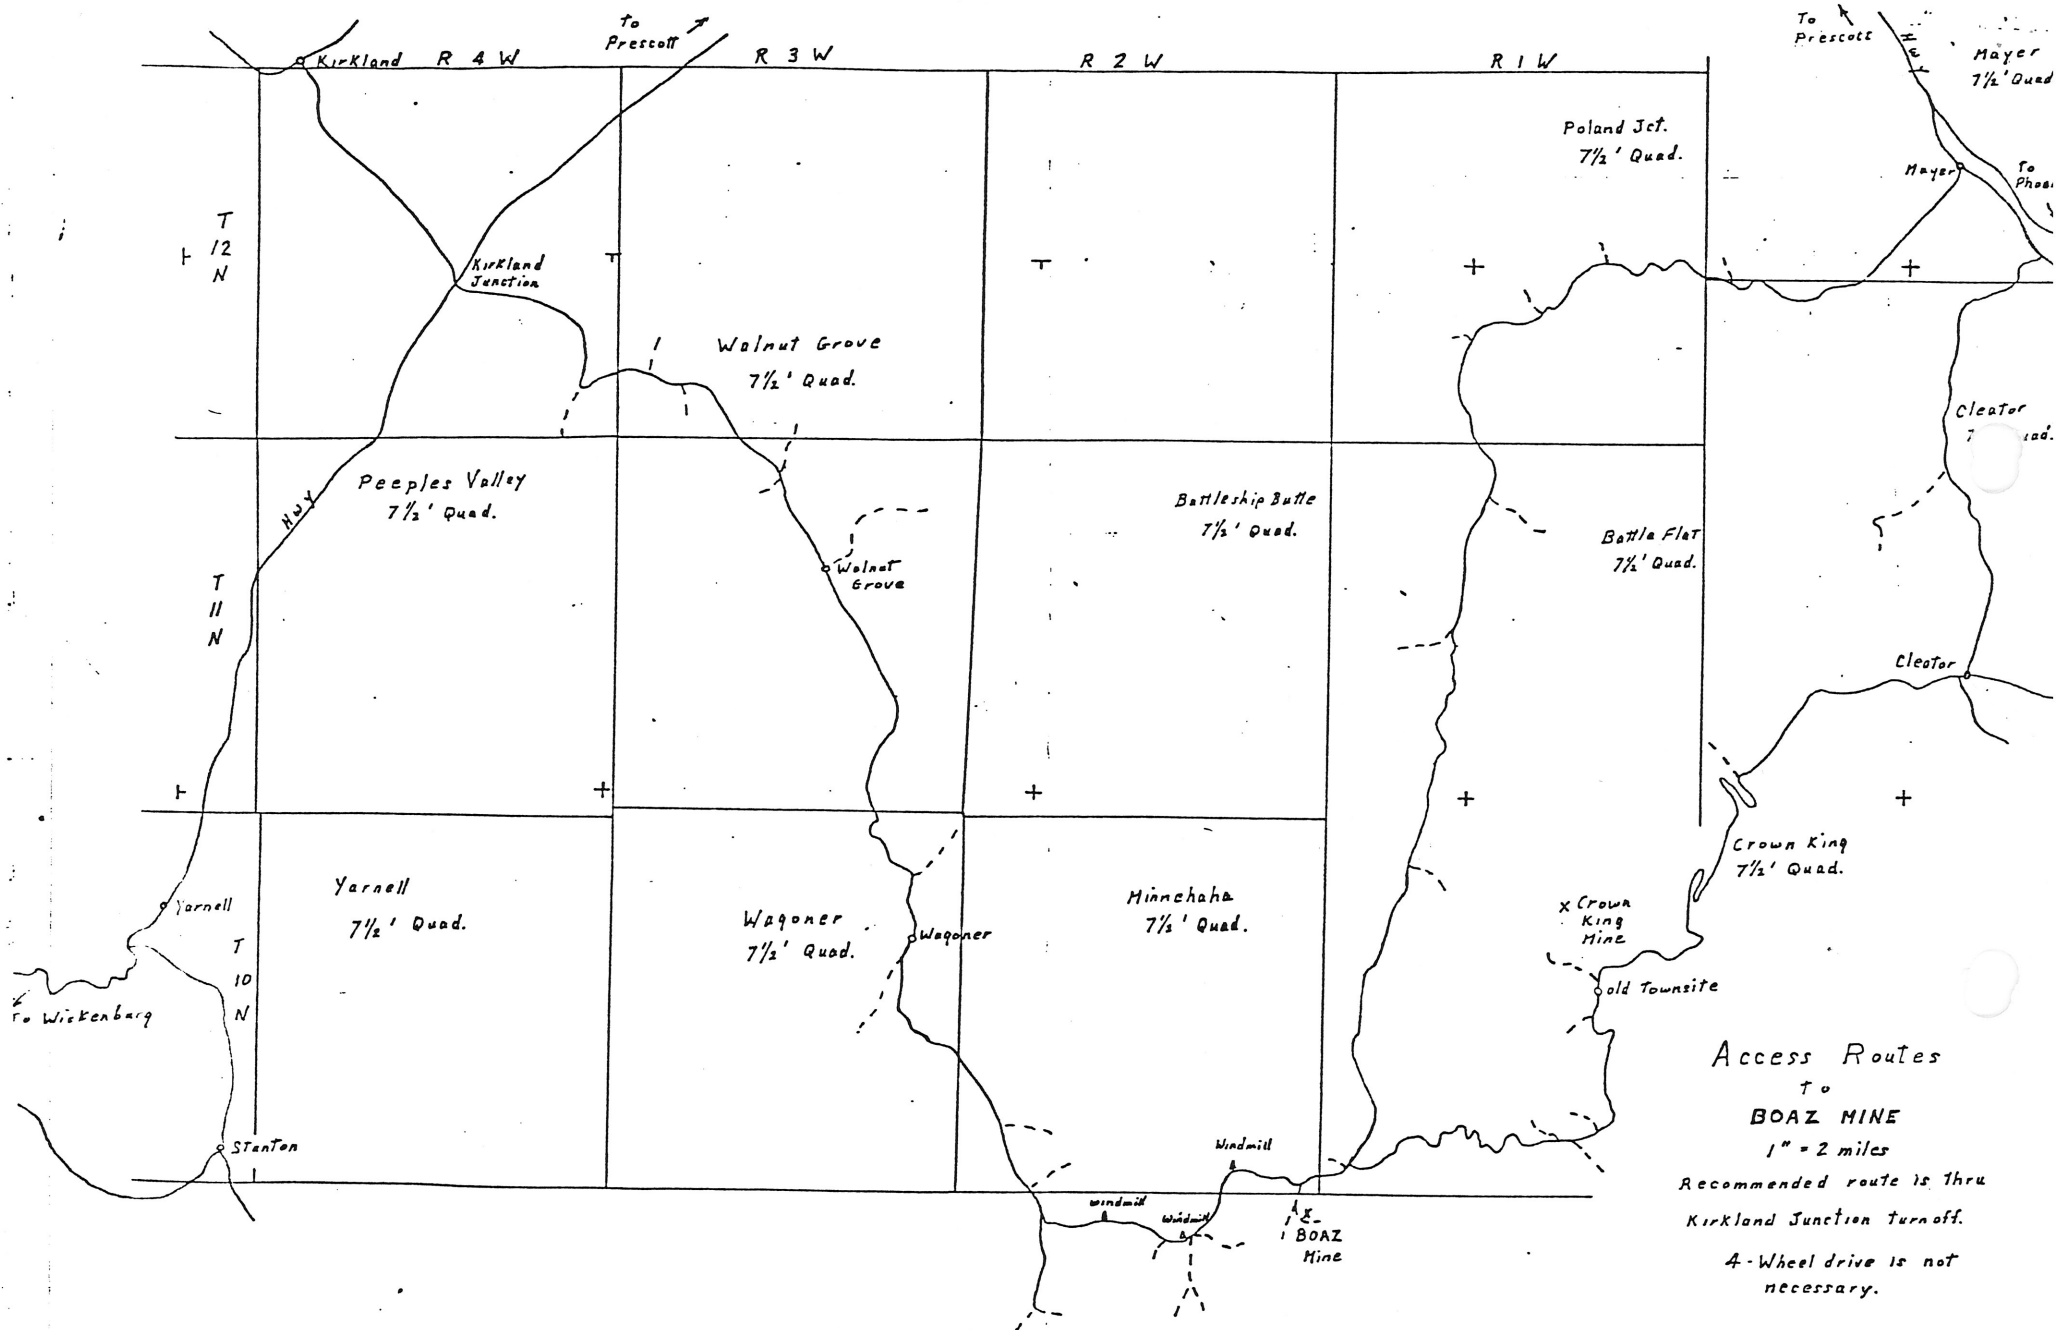 To
Prescott
Kirkland
R 4 W
R 3 W
R 2 W
R 1 W
To
Prescott
HWY
Mayer
7½' Quad
Poland Jct.
7½' Quad.
Mayer
To
T
12
N
Kirkland
Junction
Walnut Grove
7½' Quad.
Cleator
Peeples Valley
7½' Quad.
HWY
Battleship Butte
7½' Quad.
Battle Flat
7½' Quad.
Walnut
Grove
T
11
N
Cleator
Crown King
7½' Quad.
Yarnell
7½' Quad.
Yarnell
Wagoner
7½' Quad.
Wagoner
Minnehaha
7½' Quad.
x Crown
King
Mine
T
10
N
Old Townsite
To Wickenburg
Stanton
Windmill
Windmill
Windmill
BOAZ
Mine
Access Routes
to
BOAZ MINE
1" = 2 miles
Recommended route is thru
Kirkland Junction turnoff.
4-Wheel drive is not
necessary.